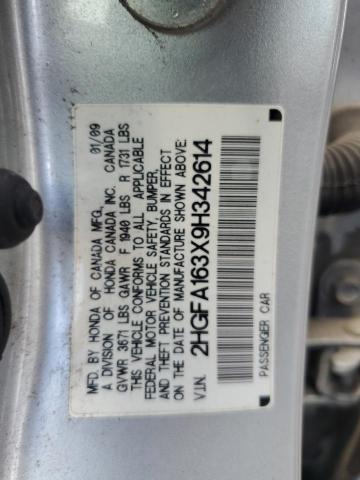 MFD. BY HONDA OF CANADA MFG. 01/09
A DIVISION OF HONDA CANADA INC. CANADA
GVWR 3671 LBS GAWR F 1940 LBS R 1731 LBS
THIS VEHICLE CONFORMS TO ALL APPLICABLE
FEDERAL MOTOR VEHICLE SAFETY, BUMPER,
AND THEFT PREVENTION STANDARDS IN EFFECT
ON THE DATE OF MANUFACTURE SHOWN ABOVE:
V.I.N. 2HGFA163X9H342614
PASSENGER CAR